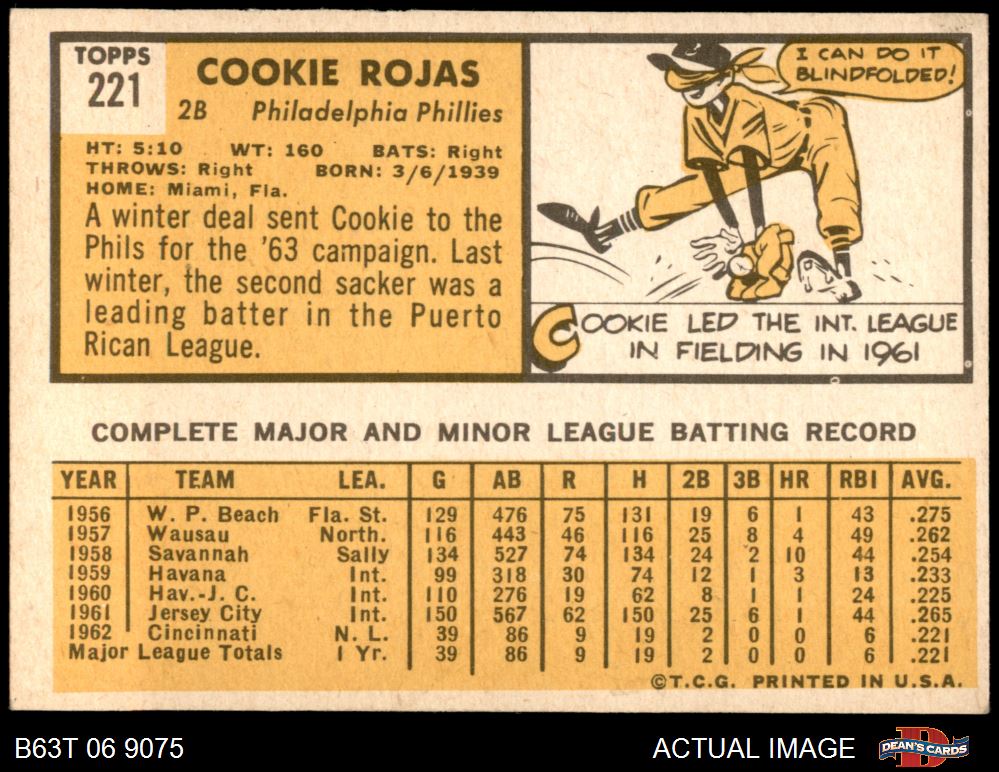 TOPPS
221
COOKIE ROJAS
2B Philadelphia Phillies
HT: 5:10 WT: 160 BATS: Right
THROWS: Right BORN: 3/6/1939
HOME: Miami, Fla.
A winter deal sent Cookie to the
Phils for the '63 campaign. Last
winter, the second sacker was a
leading batter in the Puerto
Rican League.
I CAN DO IT
BLINDFOLDED!
COOKIE LED THE INT. LEAGUE
IN FIELDING IN 1961
COMPLETE MAJOR AND MINOR LEAGUE BATTING RECORD
YEAR TEAM LEA. G AB R H 2B 3B HR RBI AVG.
1956 W. P. Beach Fla. St. 129 476 75 131 19 6 1 43 .275
1957 Wausau North. 116 443 46 116 25 8 4 49 .262
1958 Savannah Sally 134 527 74 134 24 2 10 44 .254
1959 Havana Int. 99 318 30 74 12 1 3 13 .233
1960 Hav.-J. C. Int. 110 276 19 62 8 1 1 24 .225
1961 Jersey City Int. 150 567 62 150 25 6 1 44 .265
1962 Cincinnati N. L. 39 86 9 19 2 0 0 6 .221
Major League Totals 1 Yr. 39 86 9 19 2 0 0 6 .221
©T.C.G. PRINTED IN U.S.A.
B63T 06 9075
ACTUAL IMAGE
DEAN'S CARDS